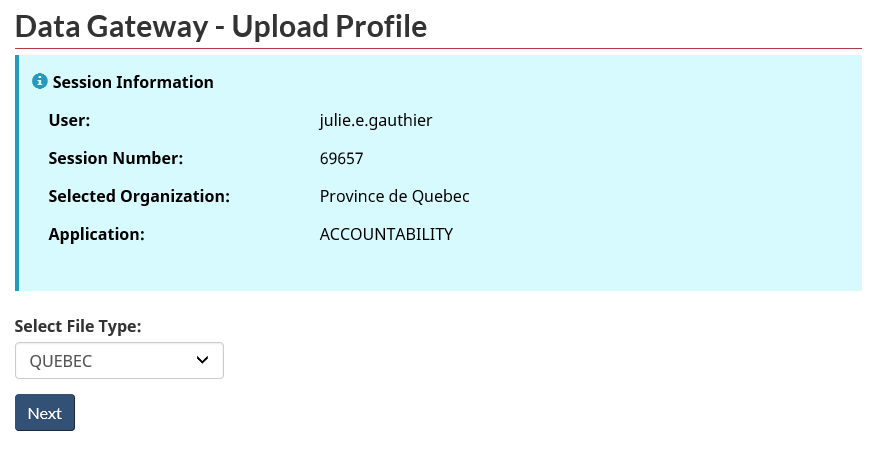 Data Gateway - Upload Profile
Session Information
User: julie.e.gauthier
Session Number: 69657
Selected Organization: Province de Quebec
Application: ACCOUNTABILITY
Select File Type:
QUEBEC
Next